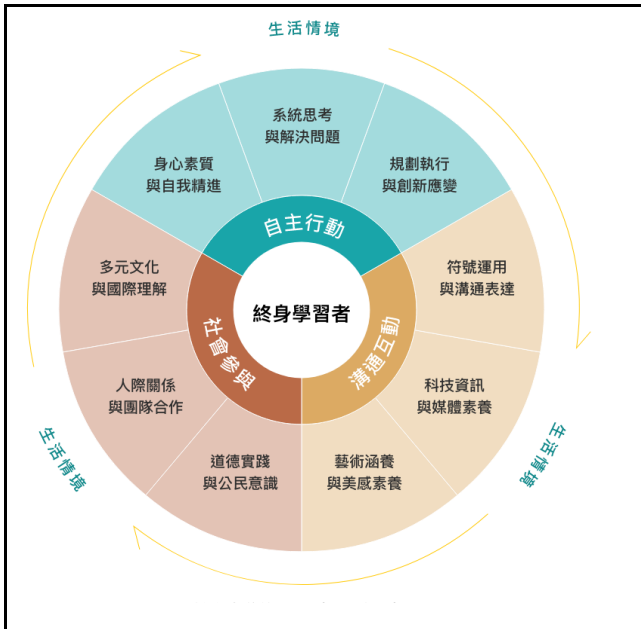 生活情境
系統思考
與解決問題
身心素質
與自我精進
規劃執行
與創新應變
自主行動
多元文化
與國際理解
符號運用
與溝通表達
終身學習者
社會參與
溝通互動
人際關係
與團隊合作
科技資訊
與媒體素養
生活情境
生活情境
道德實踐
與公民意識
藝術涵養
與美感素養